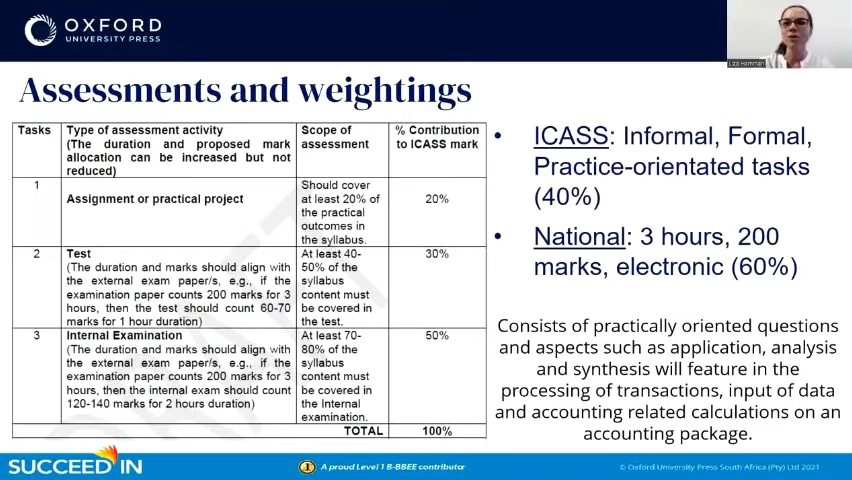 OXFORD
UNIVERSITY PRESS
Liza Hamman
Assessments and weightings
Tasks
Type of assessment activity
(The duration and proposed mark
allocation can be increased but not
reduced)
Scope of
assessment
% Contribution
to ICASS mark
1
Assignment or practical project
Should cover
at least 20% of
the practical
outcomes in
the syllabus.
20%
2
Test
(The duration and marks should align with
the external exam paper/s, e.g., if the
examination paper counts 200 marks for 3
hours, then the test should count 60-70
marks for 1 hour duration)
At least 40-
50% of the
syllabus
content must
be covered in
the test.
30%
3
Internal Examination
(The duration and marks should align with
the external exam paper/s, e.g., if the
examination paper counts 200 marks for 3
hours, then the internal exam should count
120-140 marks for 2 hours duration)
At least 70-
80% of the
syllabus
content must
be covered in
the Internal
examination.
50%
TOTAL
100%
DRAFT
• ICASS: Informal, Formal,
Practice-orientated tasks
(40%)
• National: 3 hours, 200
marks, electronic (60%)
Consists of practically oriented questions
and aspects such as application, analysis
and synthesis will feature in the
processing of transactions, input of data
and accounting related calculations on an
accounting package.
SUCCEED IN
1 A proud Level 1 B-BBEE contributor
© Oxford University Press South Africa (Pty) Ltd 2021